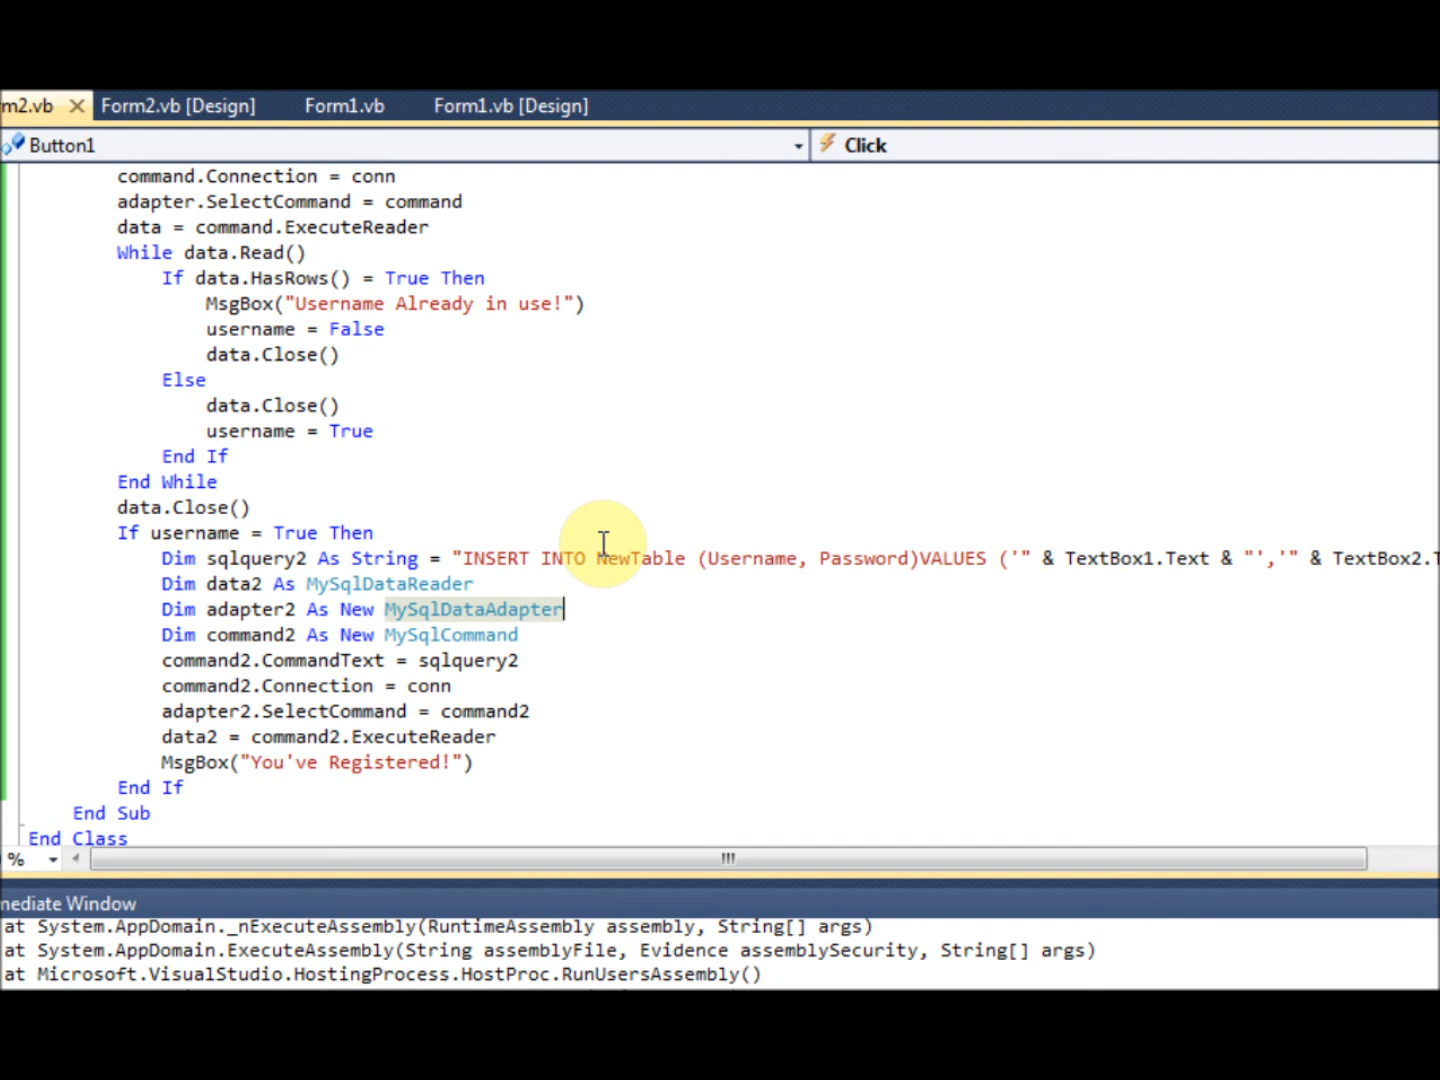 m2.vb Form2.vb [Design] Form1.vb Form1.vb [Design]
Button1 Click
command.Connection = conn
adapter.SelectCommand = command
data = command.ExecuteReader
While data.Read()
If data.HasRows() = True Then
MsgBox("Username Already in use!")
username = False
data.Close()
Else
data.Close()
username = True
End If
End While
data.Close()
If username = True Then
Dim sqlquery2 As String = "INSERT INTO NewTable (Username, Password)VALUES ('" & TextBox1.Text & "','" & TextBox2.T
Dim data2 As MySqlDataReader
Dim adapter2 As New MySqlDataAdapter
Dim command2 As New MySqlCommand
command2.CommandText = sqlquery2
command2.Connection = conn
adapter2.SelectCommand = command2
data2 = command2.ExecuteReader
MsgBox("You've Registered!")
End If
End Sub
End Class
%
mediate Window
at System.AppDomain._nExecuteAssembly(RuntimeAssembly assembly, String[] args)
at System.AppDomain.ExecuteAssembly(String assemblyFile, Evidence assemblySecurity, String[] args)
at Microsoft.VisualStudio.HostingProcess.HostProc.RunUsersAssembly()